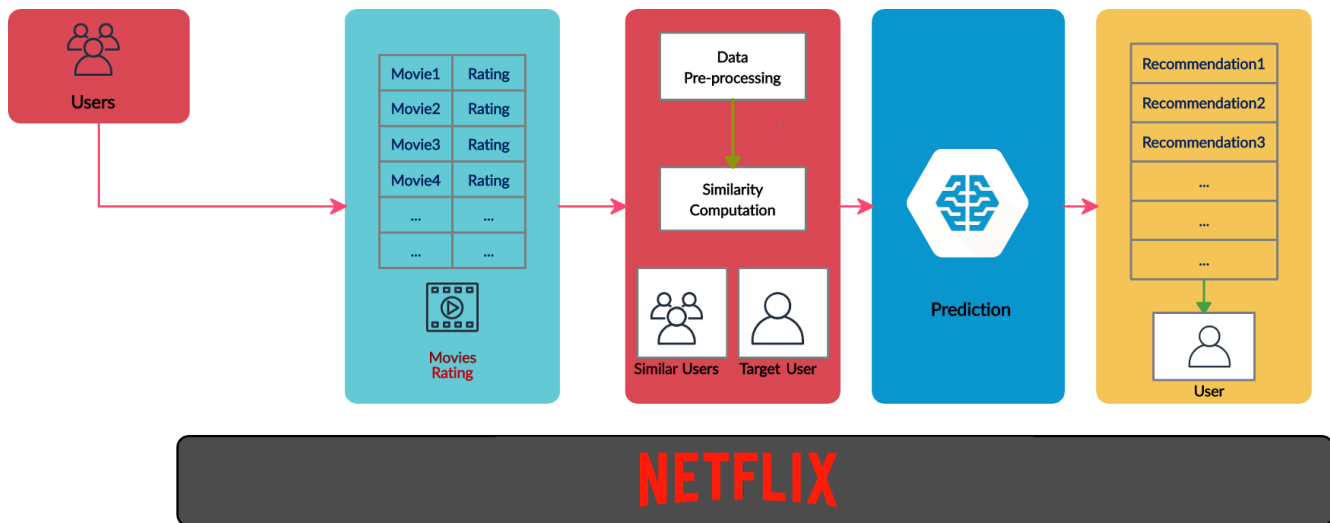 Users
Movie1 Rating
Movie2 Rating
Movie3 Rating
Movie4 Rating
... ...
... ...
Movies
Rating
Data
Pre-processing
Similarity
Computation
Similar Users
Target User
Prediction
Recommendation1
Recommendation2
Recommendation3
...
...
...
User
NETFLIX